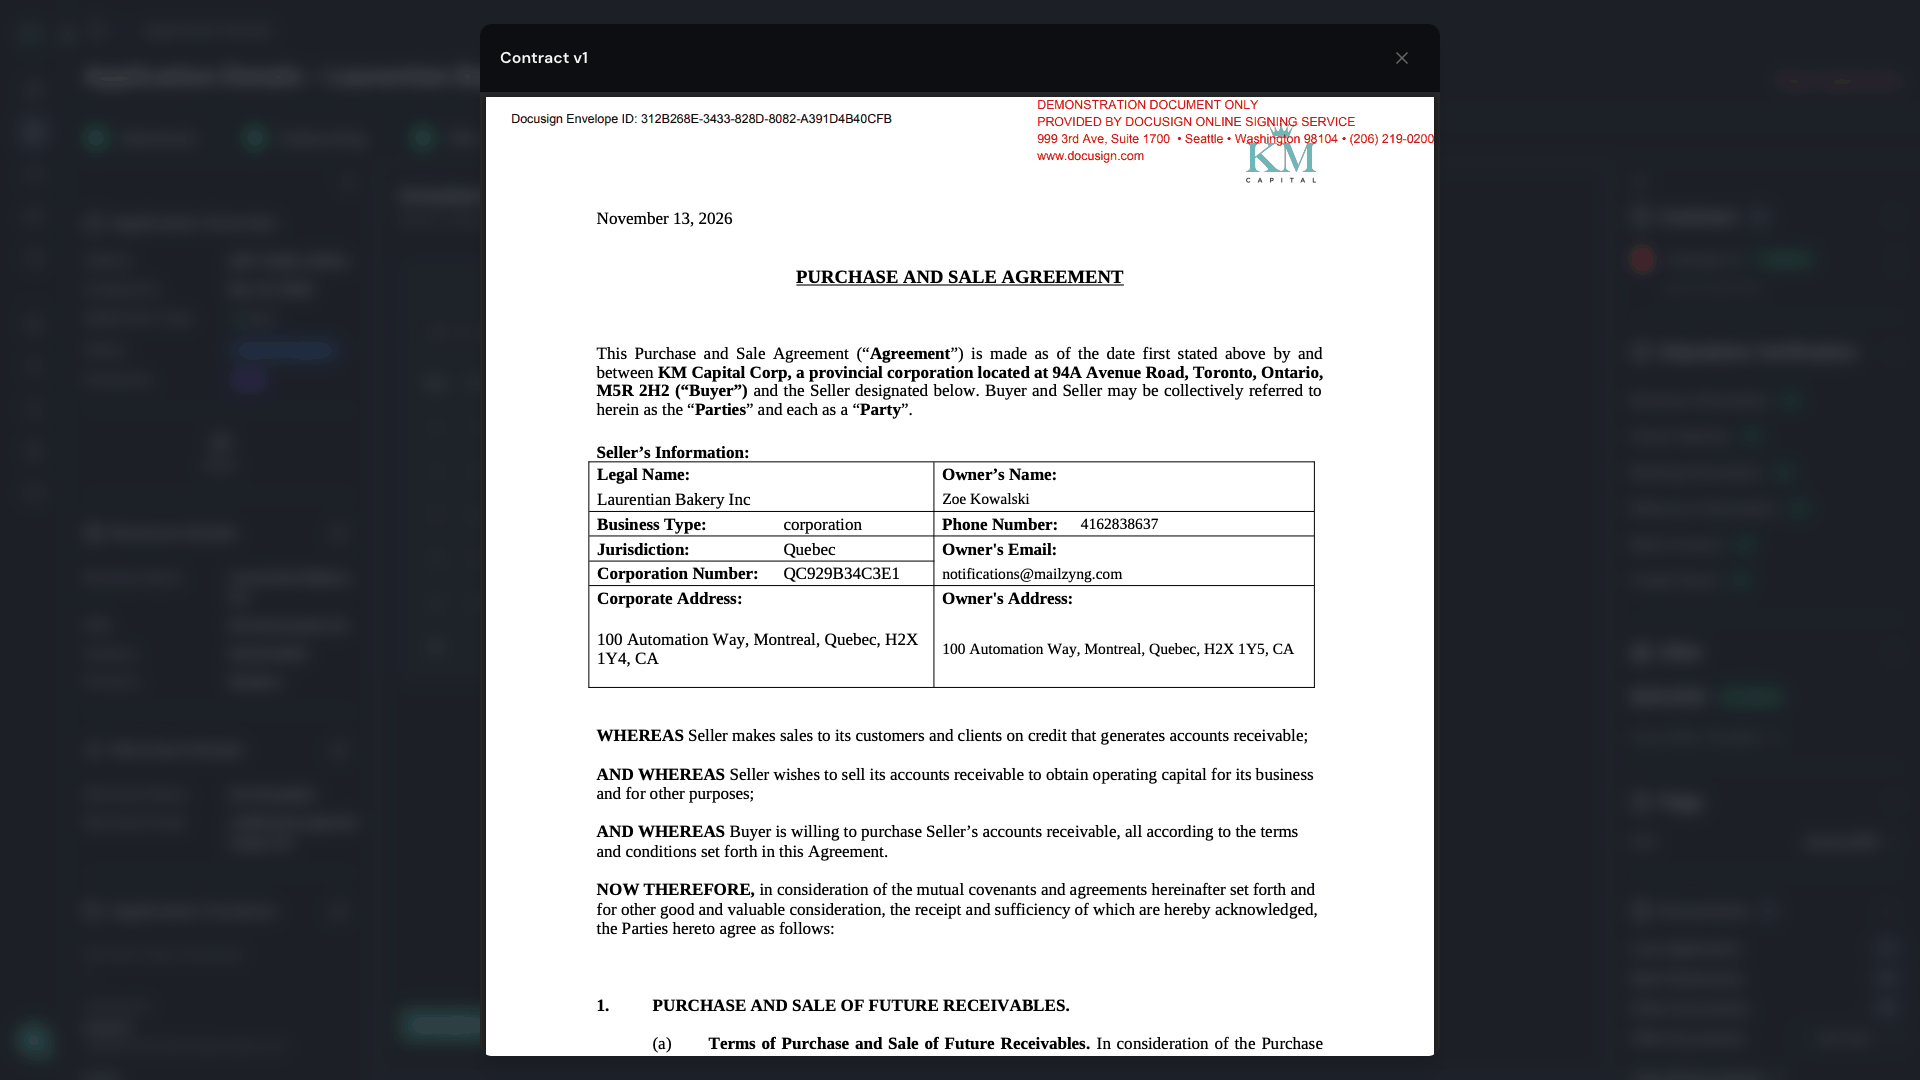 Contract v1
Docusign Envelope ID: 312B268E-3433-828D-8082-A391D4B40CFB
DEMONSTRATION DOCUMENT ONLY
PROVIDED BY DOCUSIGN ONLINE SIGNING SERVICE
999 3rd Ave, Suite 1700 • Seattle • Washington 98104 • (206) 219-0200
www.docusign.com
KM
CAPITAL
November 13, 2026
PURCHASE AND SALE AGREEMENT
This Purchase and Sale Agreement (“Agreement”) is made as of the date first stated above by and
between KM Capital Corp, a provincial corporation located at 94A Avenue Road, Toronto, Ontario,
M5R 2H2 (“Buyer”) and the Seller designated below. Buyer and Seller may be collectively referred to
herein as the “Parties” and each as a “Party”.
Seller’s Information:
Legal Name:
Laurentian Bakery Inc
Owner’s Name:
Zoe Kowalski
Business Type: corporation
Phone Number: 4162838637
Jurisdiction: Quebec
Owner's Email:
Corporation Number: QC929B34C3E1
notifications@mailzyng.com
Corporate Address:
100 Automation Way, Montreal, Quebec, H2X
1Y4, CA
Owner's Address:
100 Automation Way, Montreal, Quebec, H2X 1Y5, CA
WHEREAS Seller makes sales to its customers and clients on credit that generates accounts receivable;
AND WHEREAS Seller wishes to sell its accounts receivable to obtain operating capital for its business
and for other purposes;
AND WHEREAS Buyer is willing to purchase Seller’s accounts receivable, all according to the terms
and conditions set forth in this Agreement.
NOW THEREFORE, in consideration of the mutual covenants and agreements hereinafter set forth and
for other good and valuable consideration, the receipt and sufficiency of which are hereby acknowledged,
the Parties hereto agree as follows:
1. PURCHASE AND SALE OF FUTURE RECEIVABLES.
(a) Terms of Purchase and Sale of Future Receivables. In consideration of the Purchase